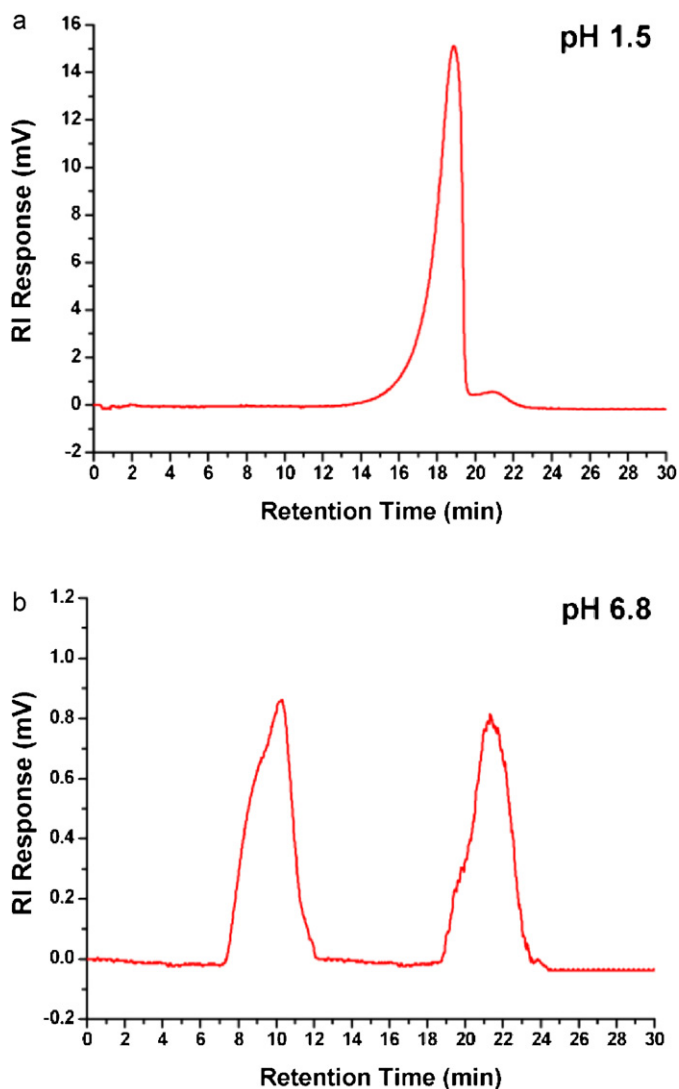 a
pH 1.5
RI Response (mV)
16
14
12
10
8
6
4
2
0
-2
0 2 4 6 8 10 12 14 16 18 20 22 24 26 28 30
Retention Time (min)
b
pH 6.8
RI Response (mV)
1.2
1.0
0.8
0.6
0.4
0.2
0.0
-0.2
0 2 4 6 8 10 12 14 16 18 20 22 24 26 28 30
Retention Time (min)